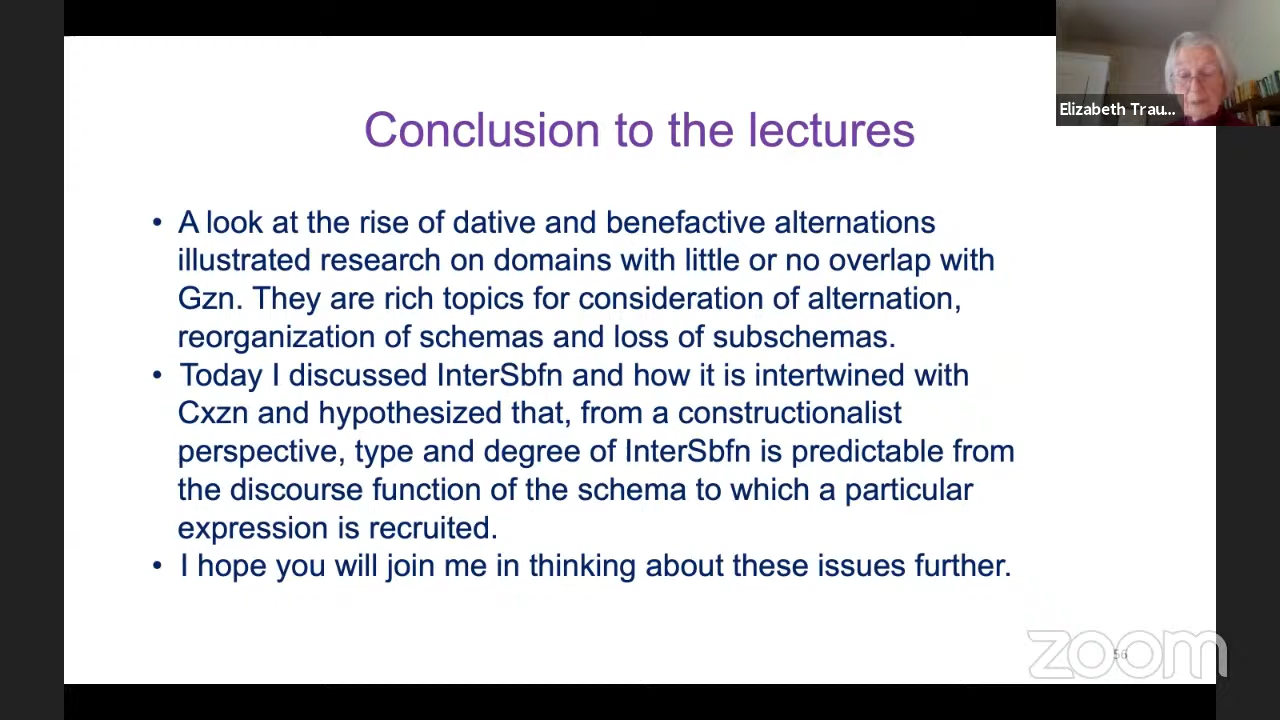 Elizabeth Trau...
Conclusion to the lectures
• A look at the rise of dative and benefactive alternations
illustrated research on domains with little or no overlap with
Gzn. They are rich topics for consideration of alternation,
reorganization of schemas and loss of subschemas.
• Today I discussed InterSbfn and how it is intertwined with
Cxzn and hypothesized that, from a constructionalist
perspective, type and degree of InterSbfn is predictable from
the discourse function of the schema to which a particular
expression is recruited.
• I hope you will join me in thinking about these issues further.
56
zoom